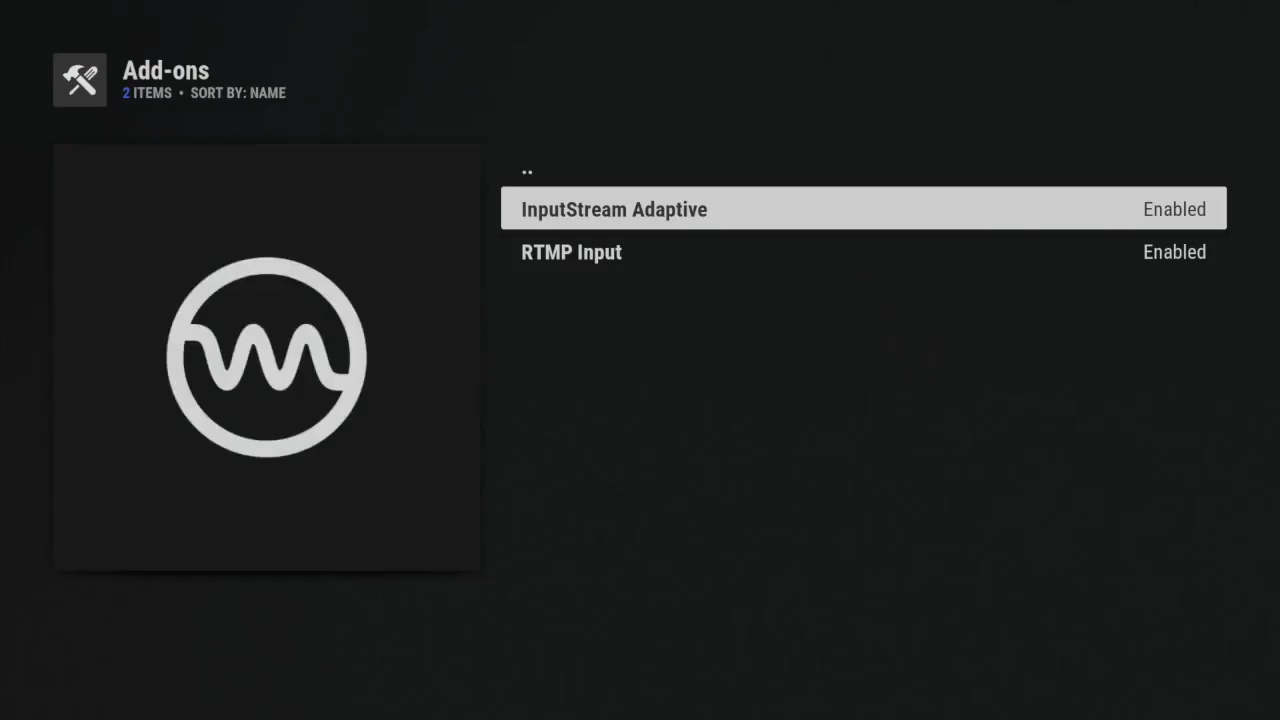 Add-ons
2 ITEMS • SORT BY: NAME
..
InputStream Adaptive Enabled
RTMP Input Enabled